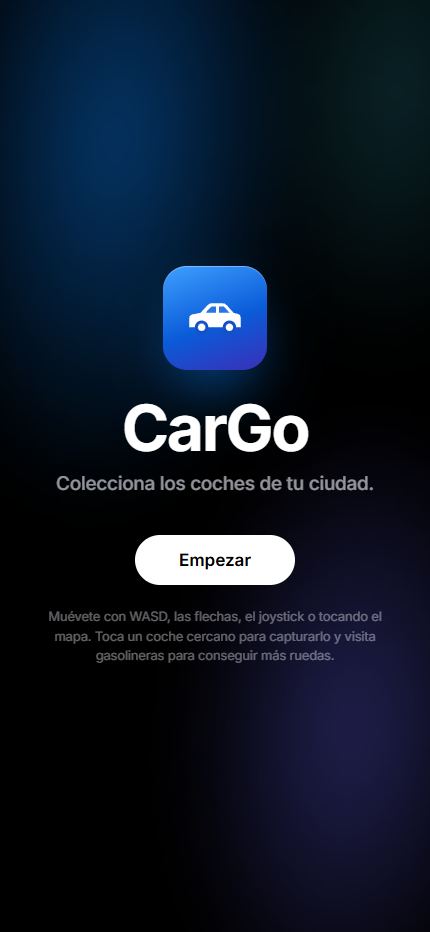 CarGo
Colecciona los coches de tu ciudad.
Empezar
Muévete con WASD, las flechas, el joystick o tocando el
mapa. Toca un coche cercano para capturarlo y visita
gasolineras para conseguir más ruedas.